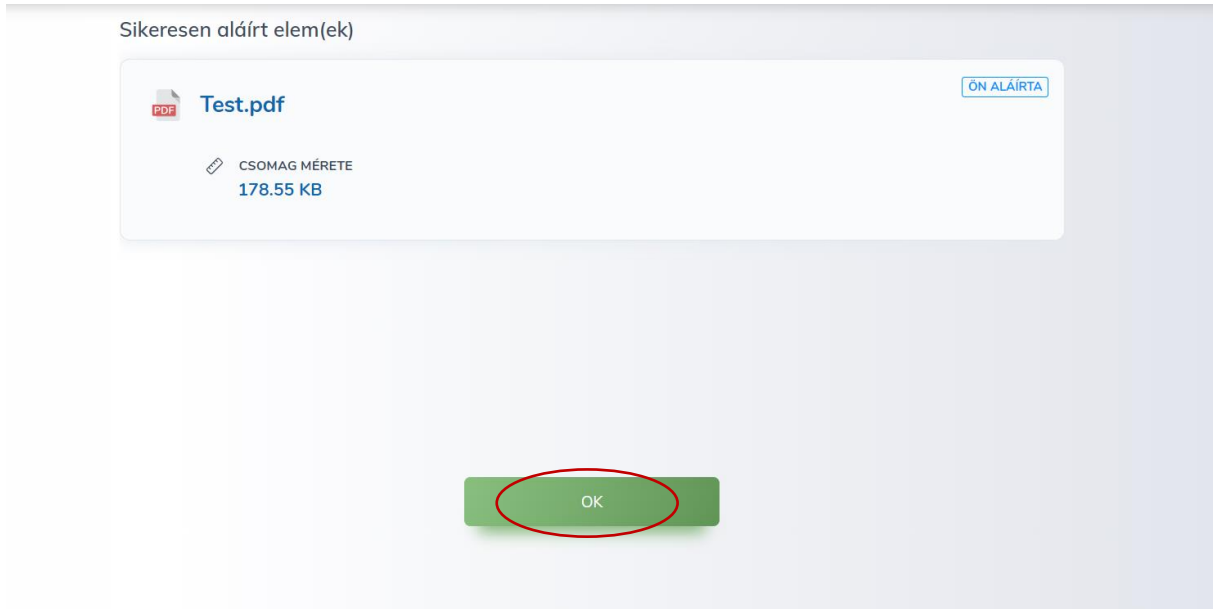 Sikeresen aláírt elem(ek)
ÖN ALÁÍRTA
PDF
Test.pdf
CSOMAG MÉRETE
178.55 KB
OK